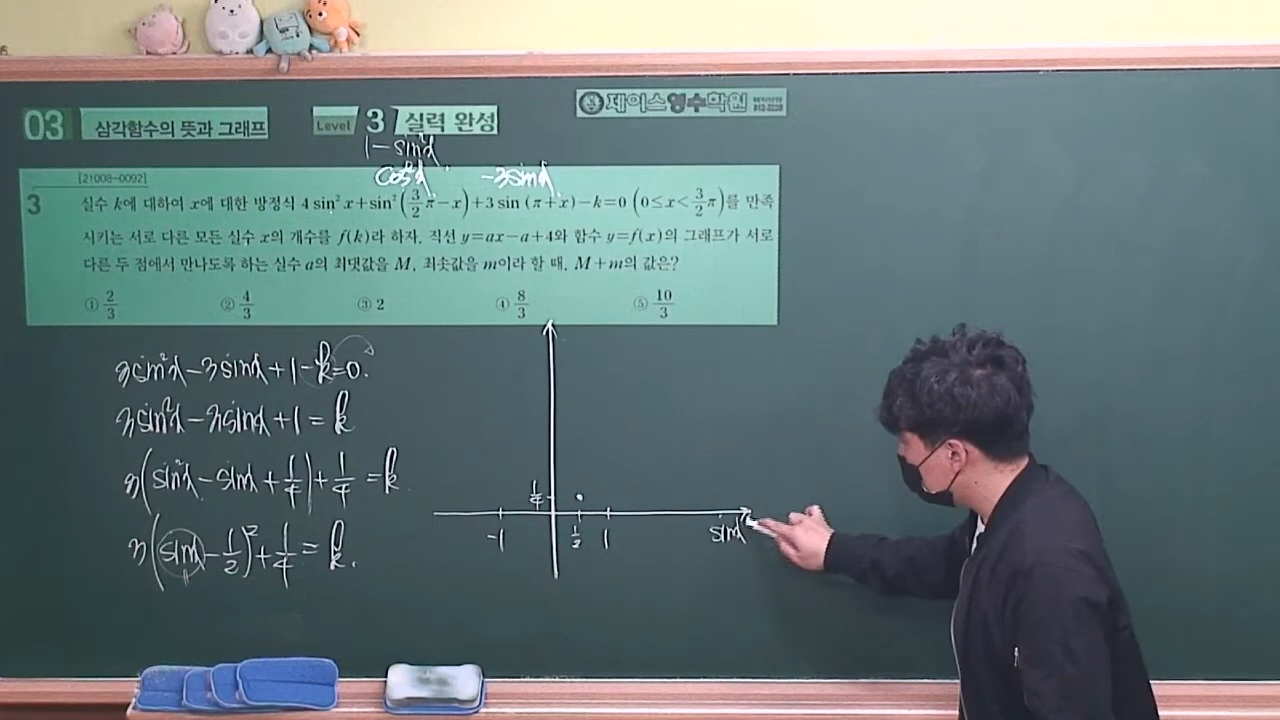 제이스영수학원
03 삼각함수의 뜻과 그래프 Level 3 실력 완성
1-sin²x
cos²x -3sinx
[21008-0092]
3 실수 k에 대하여 x에 대한 방정식 4 sin² x+sin²(3/2 π-x)+3 sin (π+x)-k=0 (0≤x<3/2 π)를 만족
시키는 서로 다른 모든 실수 x의 개수를 f(k)라 하자. 직선 y=ax-a+4와 함수 y=f(x)의 그래프가 서로
다른 두 점에서 만나도록 하는 실수 a의 최댓값을 M, 최솟값을 m이라 할 때, M+m의 값은?
① 2/3 ② 4/3 ③ 2 ④ 8/3 ⑤ 10/3
3sin²x-3sinx+1-k=0.
3sin²x-3sinx+1=k
3(sin²x-sinx+1/4)+1/4=k
3(sinx-1/2)²+1/4=k.
1/4
-1 1/2 1 sinx